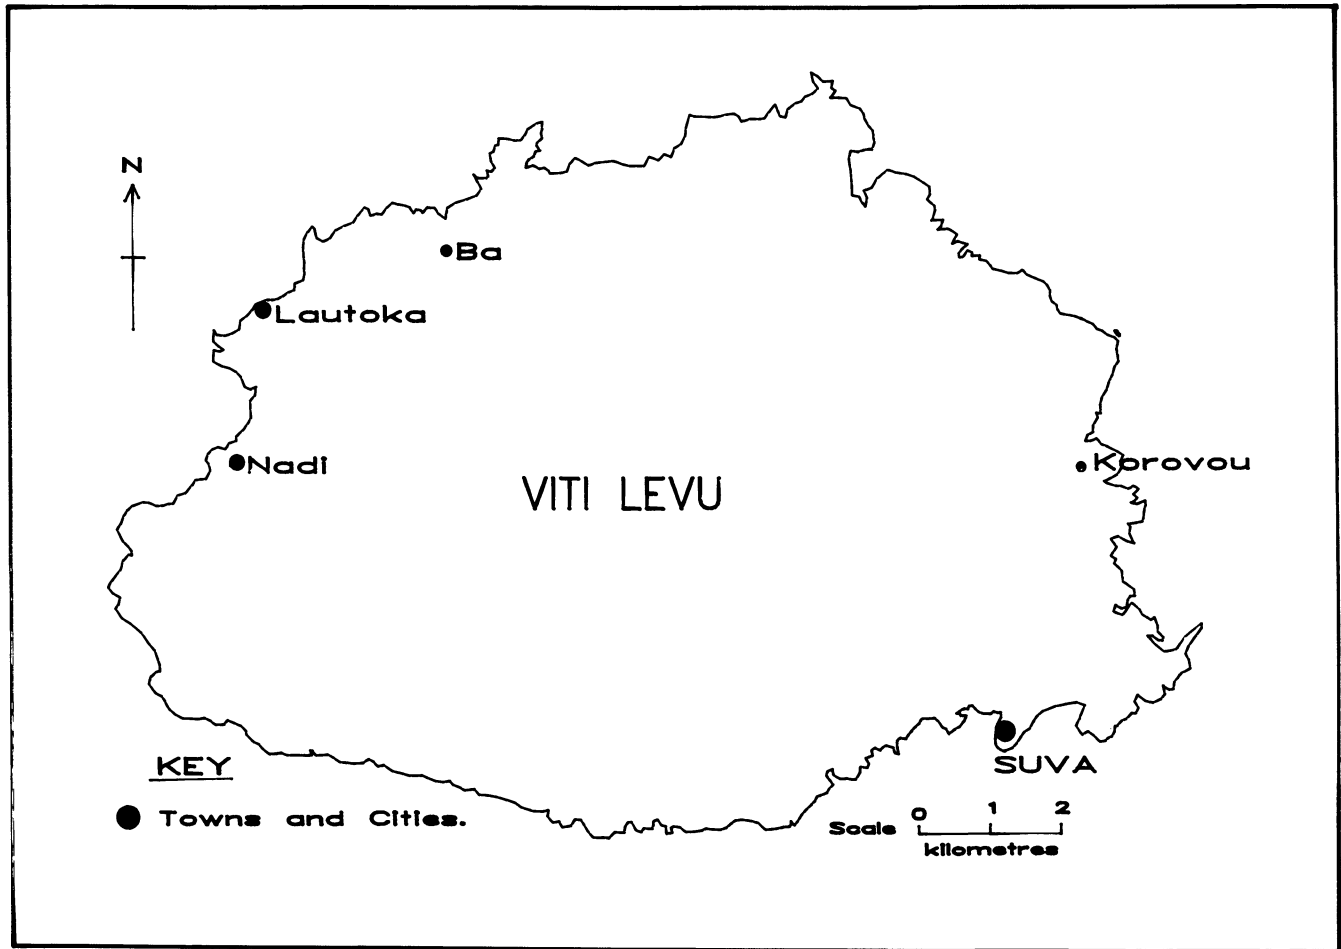 N
Ba
Lautoka
Nadi
Korovou
VITI LEVU
SUVA
KEY
Towns and Cities.
Scale 0 1 2
kilometres